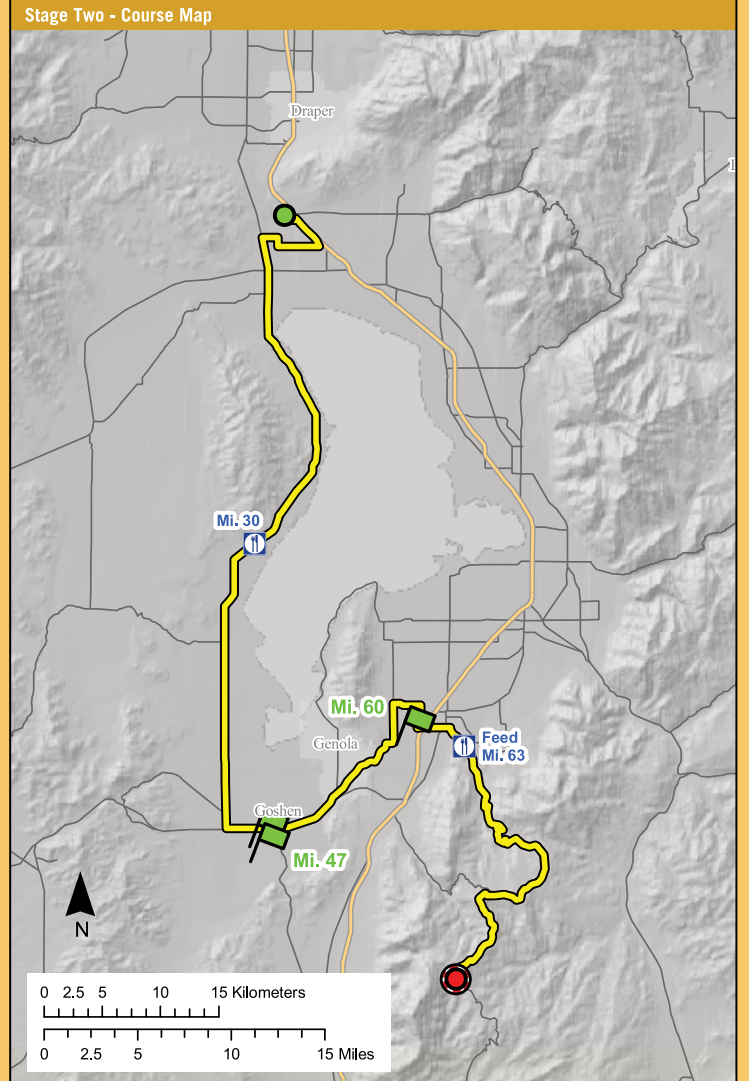 Stage Two - Course Map
Draper
Mi. 30
Mi. 60
Feed
Mi. 63
Genola
Goshen
Mi. 47
N
0 2.5 5 10 15 Kilometers
0 2.5 5 10 15 Miles